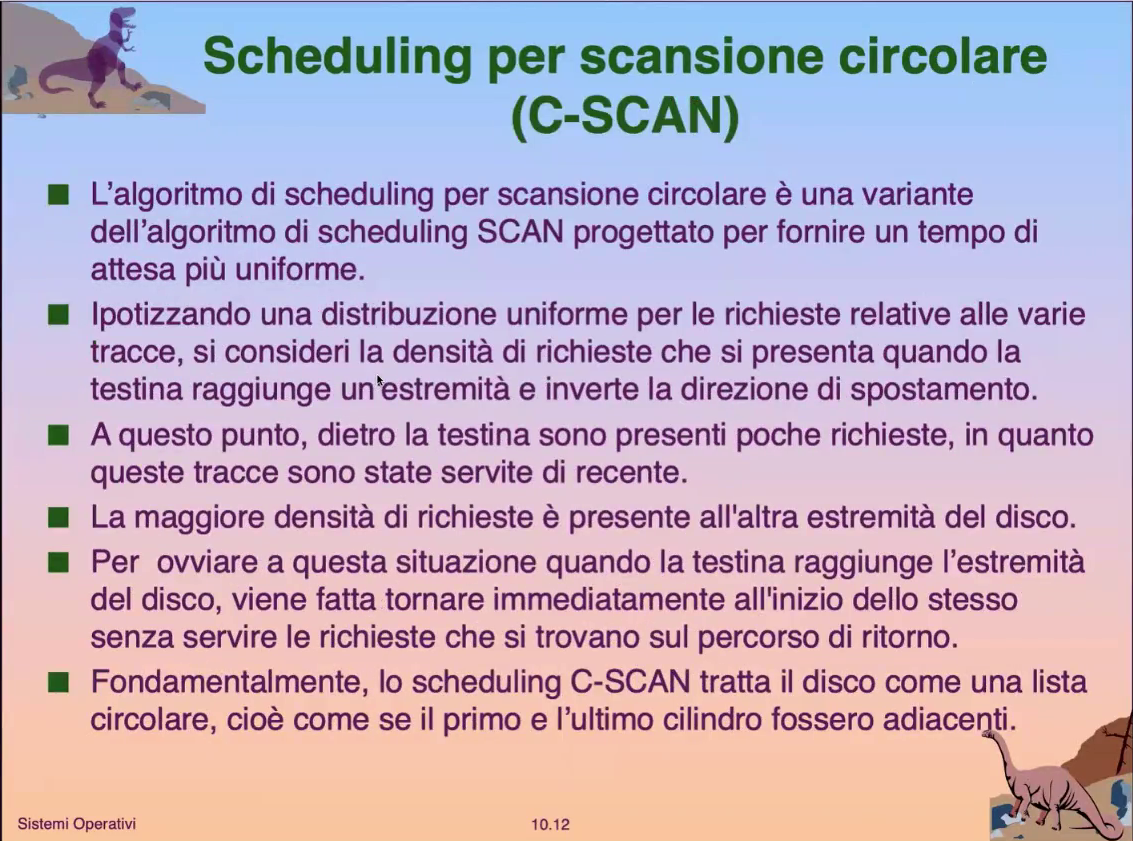 Scheduling per scansione circolare
(C-SCAN)
L'algoritmo di scheduling per scansione circolare è una variante
dell'algoritmo di scheduling SCAN progettato per fornire un tempo di
attesa più uniforme.
Ipotizzando una distribuzione uniforme per le richieste relative alle varie
tracce, si consideri la densità di richieste che si presenta quando la
testina raggiunge un'estremità e inverte la direzione di spostamento.
A questo punto, dietro la testina sono presenti poche richieste, in quanto
queste tracce sono state servite di recente.
La maggiore densità di richieste è presente all'altra estremità del disco.
Per  ovviare a questa situazione quando la testina raggiunge l'estremità
del disco, viene fatta tornare immediatamente all'inizio dello stesso
senza servire le richieste che si trovano sul percorso di ritorno.
Fondamentalmente, lo scheduling C-SCAN tratta il disco come una lista
circolare, cioè come se il primo e l'ultimo cilindro fossero adiacenti.
Sistemi Operativi
10.12